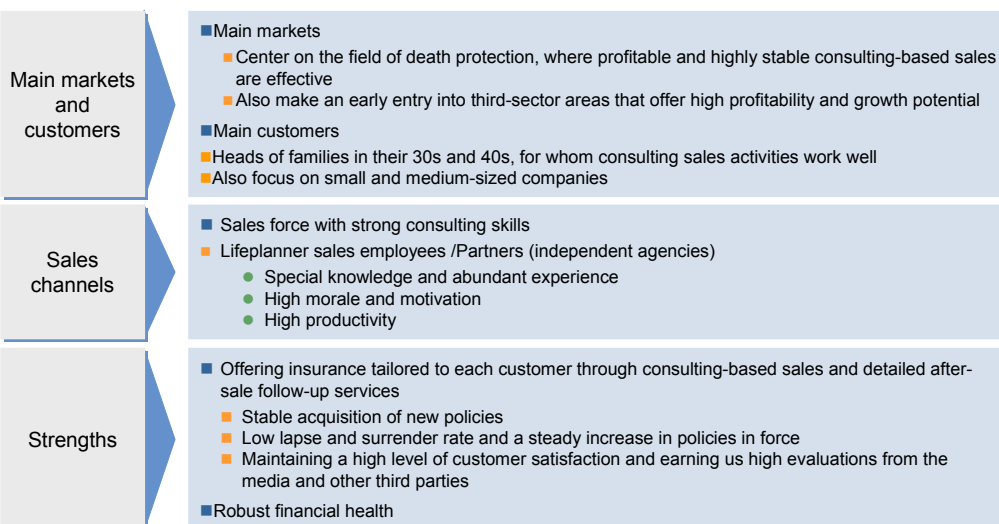 Main markets
and
customers
■Main markets
■Center on the field of death protection, where profitable and highly stable consulting-based sales
are effective
■Also make an early entry into third-sector areas that offer high profitability and growth potential
■Main customers
■Heads of families in their 30s and 40s, for whom consulting sales activities work well
■Also focus on small and medium-sized companies
Sales
channels
■ Sales force with strong consulting skills
■ Lifeplanner sales employees /Partners (independent agencies)
● Special knowledge and abundant experience
● High morale and motivation
● High productivity
Strengths
■ Offering insurance tailored to each customer through consulting-based sales and detailed after-
sale follow-up services
■ Stable acquisition of new policies
■ Low lapse and surrender rate and a steady increase in policies in force
■ Maintaining a high level of customer satisfaction and earning us high evaluations from the
media and other third parties
■Robust financial health